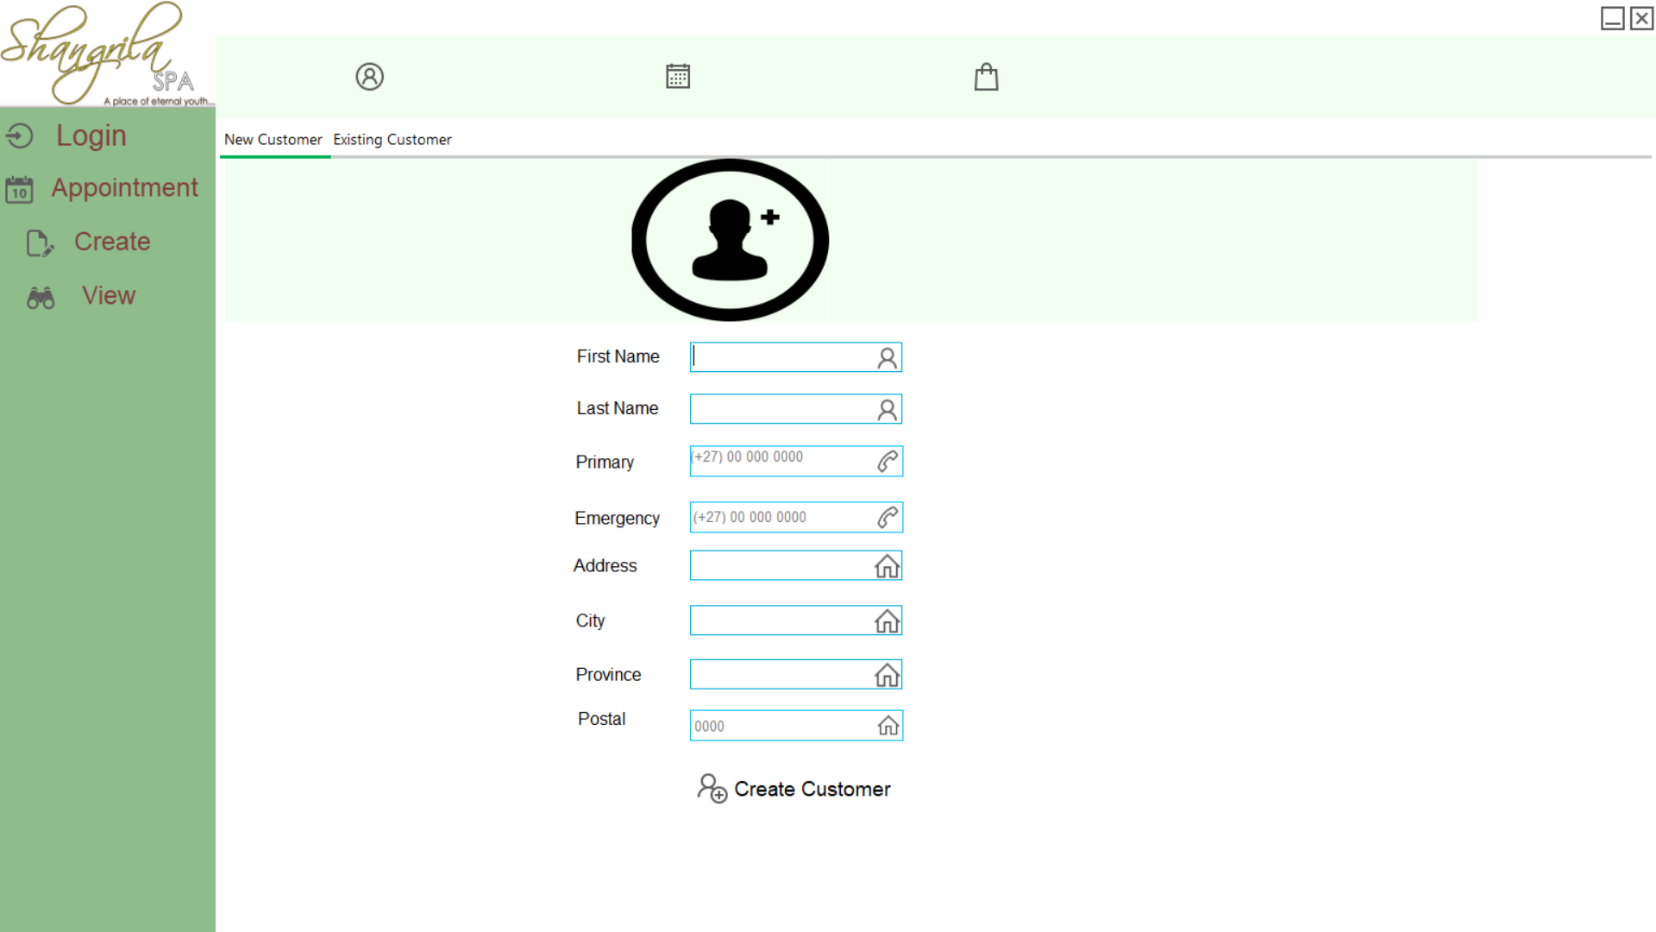 Shangrila
SPA
A place of eternal youth...
Login
10
Appointment
Create
View
New Customer Existing Customer
First Name
Last Name
Primary (+27) 00 000 0000
Emergency (+27) 00 000 0000
Address
City
Province
Postal 0000
Create Customer